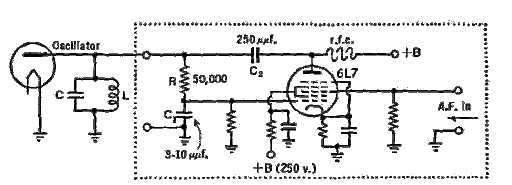 Oscillator
250 µµf.
r.f.c.
+B
C₂
6L7
R
50,000
C
L
C₁
A.F. in
3-10 µµf.
+B (250 v.)